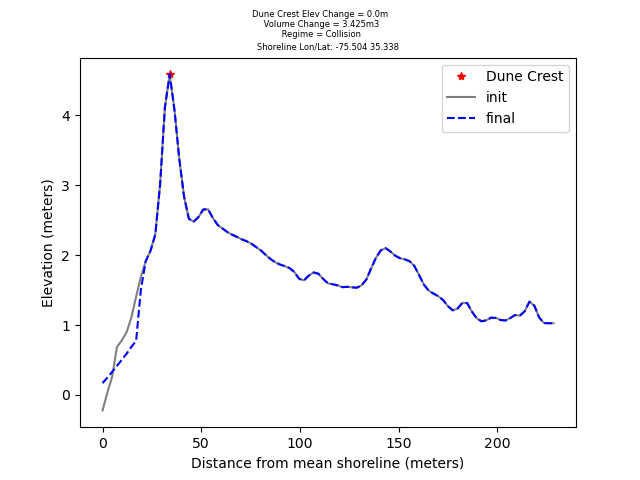 Dune Crest Elev Change = 0.0m
Volume Change = 3.425m3
Regime = Collision
Shoreline Lon/Lat: -75.504 35.338
Dune Crest
init
final
Elevation (meters)
4
3
2
1
0
0 50 100 150 200
Distance from mean shoreline (meters)